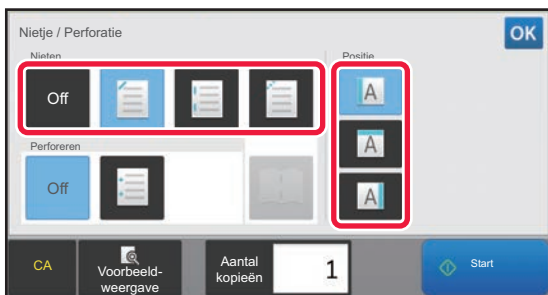 Nietje / Perforatie
OK
Nieten
Positie
Off
A
A
A
Perforeren
Off
CA
Voorbeeld-
weergave
Aantal
kopieën
1
Start